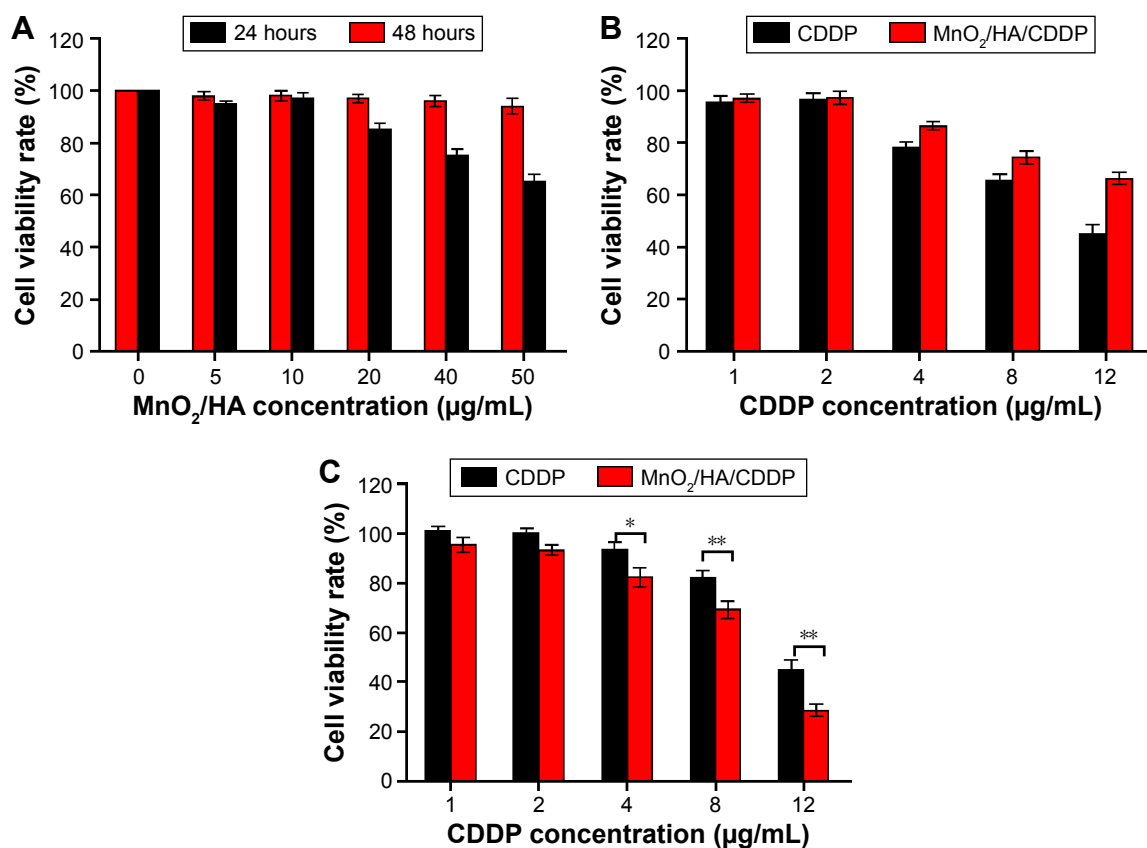 A
24 hours
48 hours
Cell viability rate (%)
120
100
80
60
40
20
0
0
5
10
20
40
50
MnO₂/HA concentration (µg/mL)
B
CDDP
MnO₂/HA/CDDP
Cell viability rate (%)
120
100
80
60
40
20
0
1
2
4
8
12
CDDP concentration (µg/mL)
C
CDDP
MnO₂/HA/CDDP
Cell viability rate (%)
120
100
80
60
40
20
0
*
**
**
1
2
4
8
12
CDDP concentration (µg/mL)